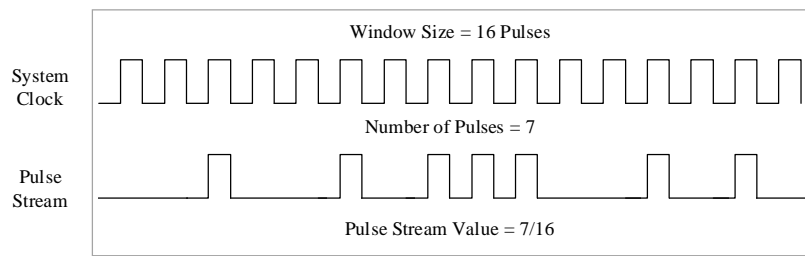 Window Size = 16 Pulses
System
Clock
Number of Pulses = 7
Pulse
Stream
Pulse Stream Value = 7/16